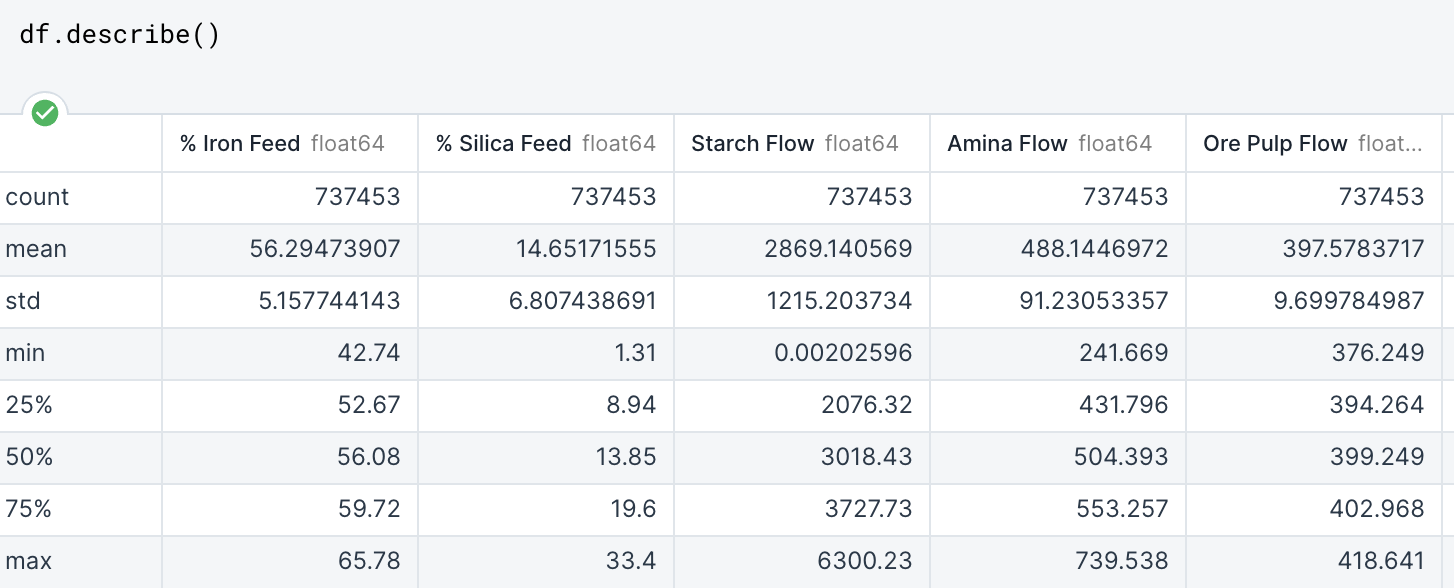 df.describe()
% Iron Feed float64 % Silica Feed float64 Starch Flow float64 Amina Flow float64 Ore Pulp Flow float...
count 737453 737453 737453 737453 737453
mean 56.29473907 14.65171555 2869.140569 488.1446972 397.5783717
std 5.157744143 6.807438691 1215.203734 91.23053357 9.699784987
min 42.74 1.31 0.00202596 241.669 376.249
25% 52.67 8.94 2076.32 431.796 394.264
50% 56.08 13.85 3018.43 504.393 399.249
75% 59.72 19.6 3727.73 553.257 402.968
max 65.78 33.4 6300.23 739.538 418.641